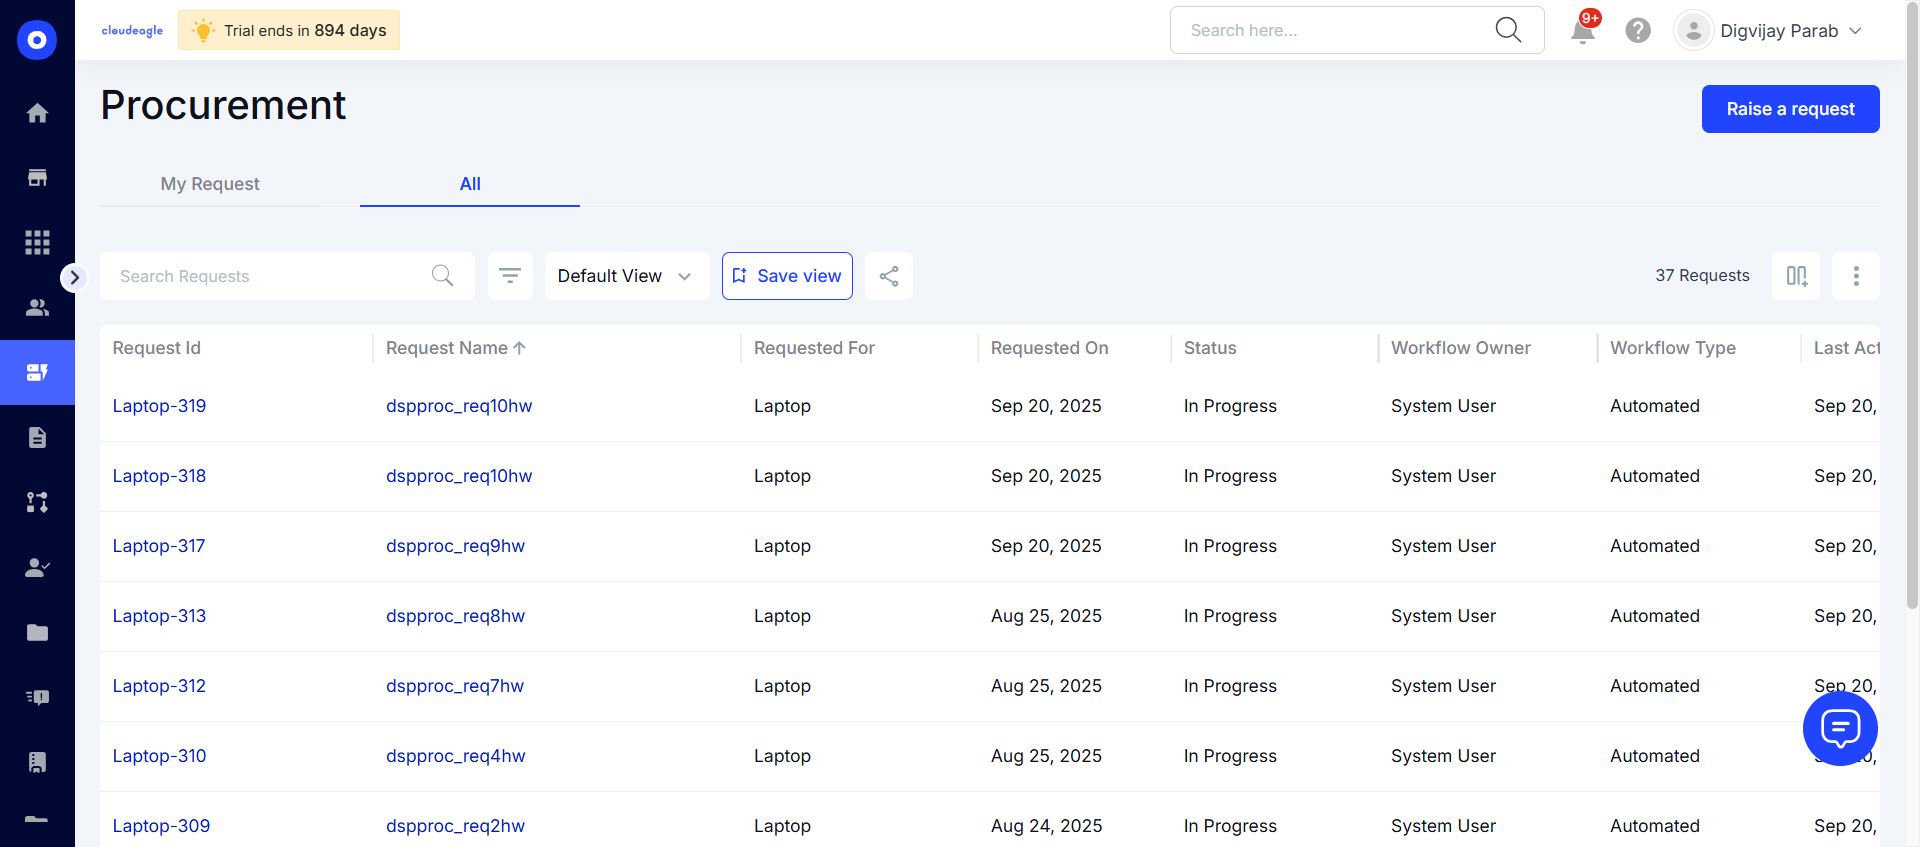 cloudeagle
Trial ends in 894 days
Search here...
9+
Digvijay Parab
Procurement
Raise a request
My Request
All
Search Requests
Default View
Save view
37 Requests
Request Id Request Name Requested For Requested On Status Workflow Owner Workflow Type Last Act
Laptop-319 dspproc_req10hw Laptop Sep 20, 2025 In Progress System User Automated Sep 20,
Laptop-318 dspproc_req10hw Laptop Sep 20, 2025 In Progress System User Automated Sep 20,
Laptop-317 dspproc_req9hw Laptop Sep 20, 2025 In Progress System User Automated Sep 20,
Laptop-313 dspproc_req8hw Laptop Aug 25, 2025 In Progress System User Automated Sep 20,
Laptop-312 dspproc_req7hw Laptop Aug 25, 2025 In Progress System User Automated Sep 20,
Laptop-310 dspproc_req4hw Laptop Aug 25, 2025 In Progress System User Automated
Laptop-309 dspproc_req2hw Laptop Aug 24, 2025 In Progress System User Automated Sep 20,